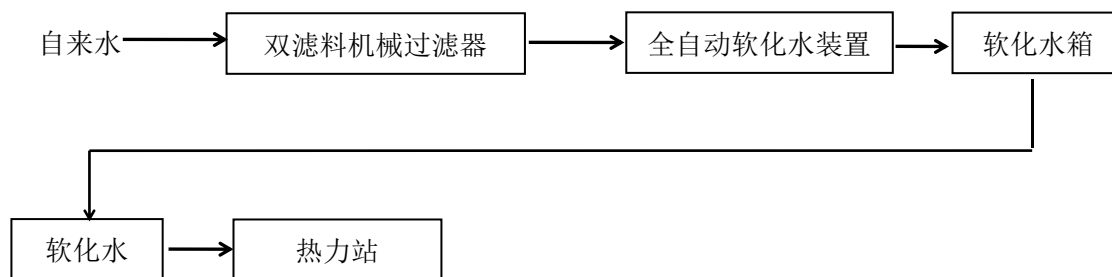 自来水
双滤料机械过滤器
全自动软化水装置
软化水箱
软化水
热力站